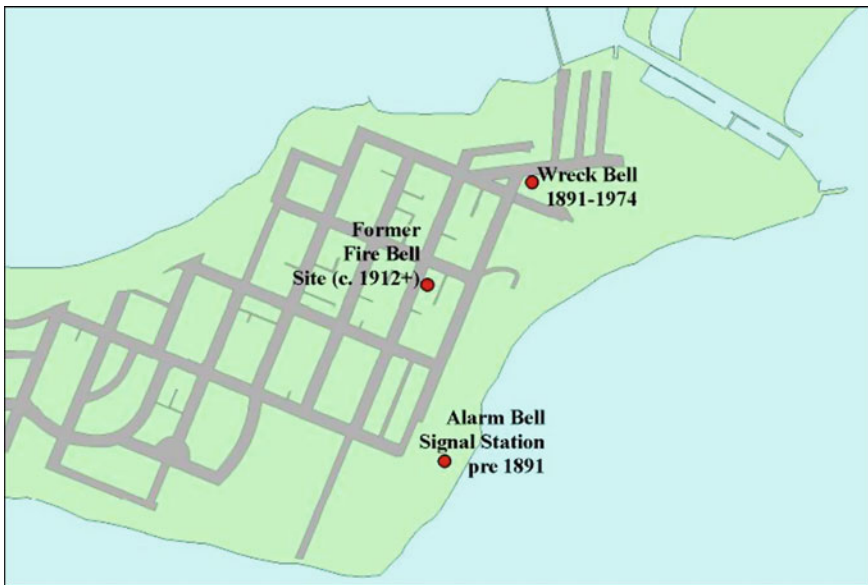 Wreck Bell
1891-1974
Former
Fire Bell
Site (c. 1912+)
Alarm Bell
Signal Station
pre 1891